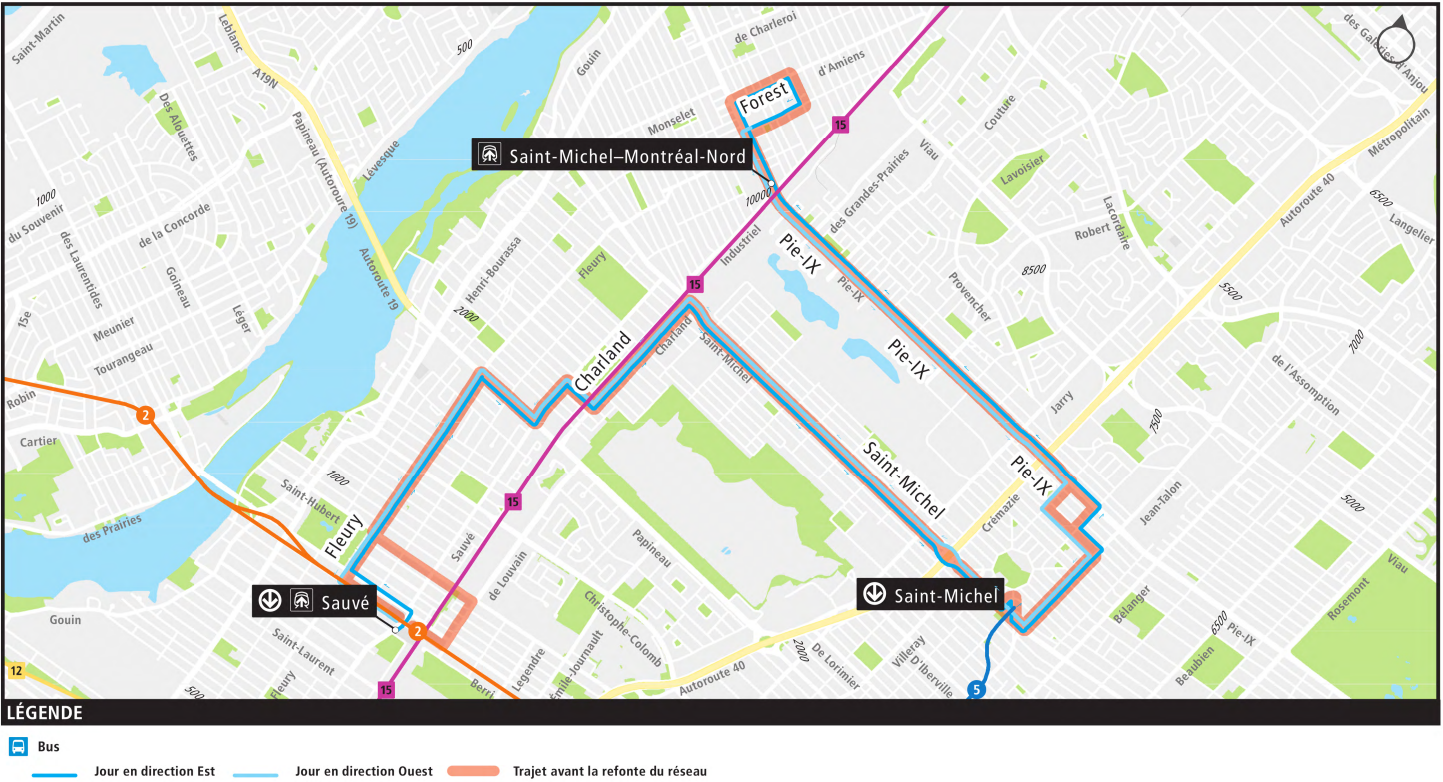 Saint-Martin
Leblanc
A19N
500
Gouin
de Charleroi
d'Amiens
des Galeries d'Anjou
Des Alouettes
Papineau (Autoroure 19)
Lévesque
Monselet
Forest
15
Viau
Couture
Métropolitain
Saint-Michel–Montréal-Nord
10000
des Grandes-Prairies
Lavoisier
Autoroute 40
6500
Langelier
1000
du Souvenir
de la Concorde
des Laurentides
Goineau
Autoroute 19
Henri-Bourassa
Fleury
Industriel
Pie-IX
Pie-IX
Lacordaire
Robert
8500
5500
15
Provencher
15e
Meunier
Léger
2000
Tourangeau
Charland
Charland
Saint-Michel
Pie-IX
7000
de l'Assomption
Robin
2
Jarry
7500
Cartier
1000
Saint-Hubert
Saint-Michel
Pie-IX
Crémazie
Jean-Talon
5000
des Prairies
Fleury
15
Sauvé
Papineau
de Louvain
Viau
Rosemont
Sauvé
Saint-Michel
Christophe-Colomb
Bélanger
6500
Pie-IX
Gouin
2
Saint-Laurent
Legendre
Émile-Journault
2000
De Lorimier
Villeray
D'Iberville
Beaubien
12
500
Fleury
15
Berri
Autoroute 40
5
LÉGENDE
Bus
Jour en direction Est
Jour en direction Ouest
Trajet avant la refonte du réseau